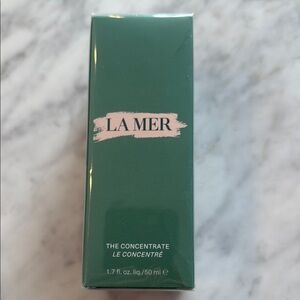 LA MER
THE CONCENTRATE
LE CONCENTRÉ
1.7 fl. oz. liq/50 ml ℮